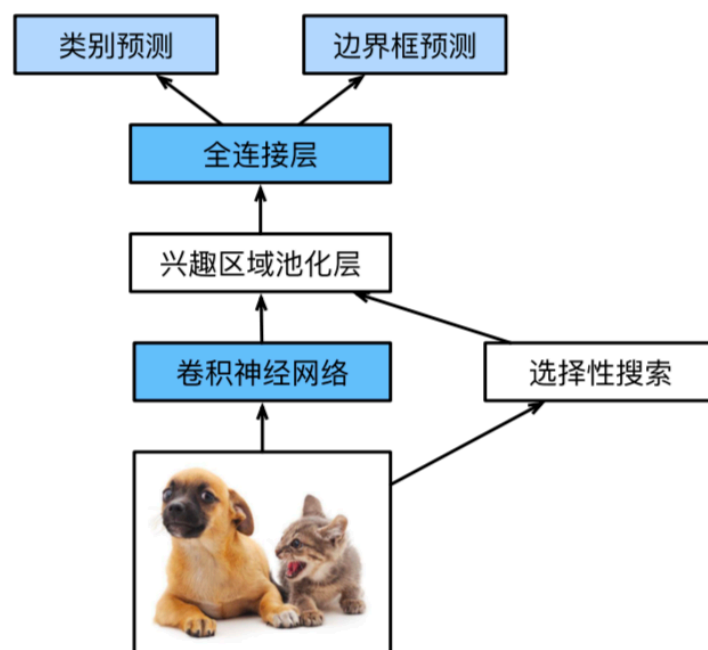 类别预测
边界框预测
全连接层
兴趣区域池化层
卷积神经网络
选择性搜索